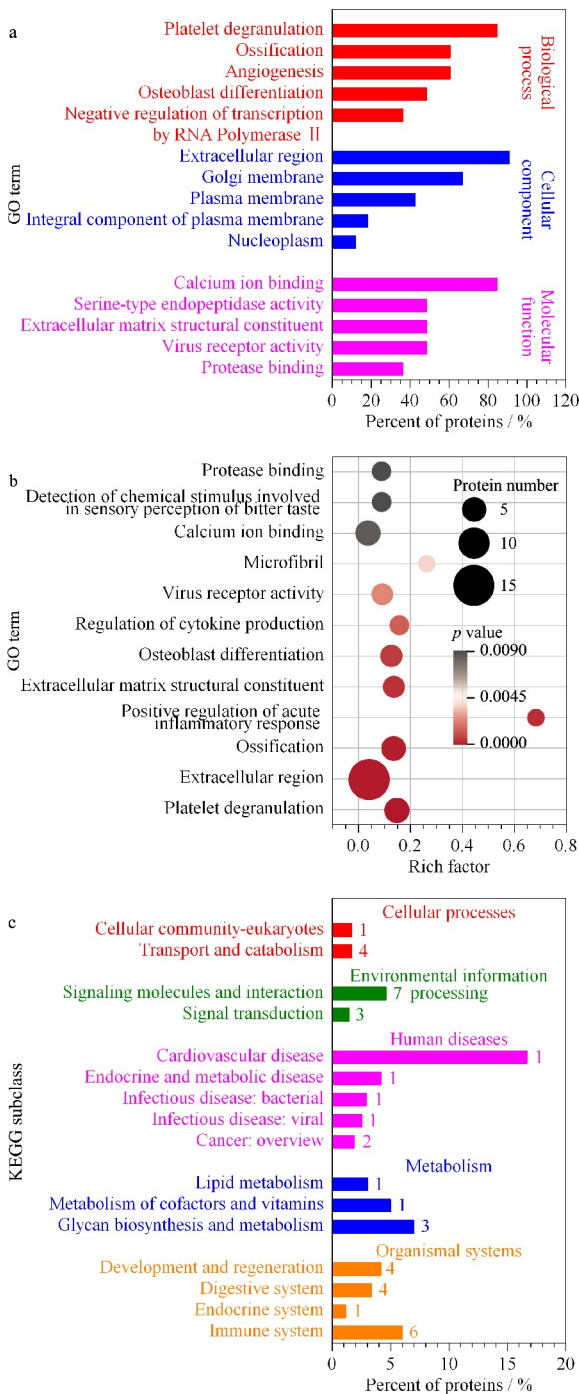 a
Platelet degranulation
Ossification
Angiogenesis
Osteoblast differentiation
Negative regulation of transcription
by RNA Polymerase Ⅱ
Biological
procsss
Extracellular region
Golgi membrane
Plasma membrane
Integral component of plasma membrane
Nucleoplasm
Cellular
component
Calcium ion binding
Serine-type endopeptidase activity
Extracellular matrix structural constituent
Virus receptor activity
Protease binding
Molecular
function
GO term
0 20 40 60 80 100 120
Percent of proteins / %
b
Protease binding
Detection of chemical stimulus involved
in sensory perception of bitter taste
Calcium ion binding
Microfibril
Virus receptor activity
Regulation of cytokine production
Osteoblast differentiation
Extracellular matrix structural constituent
Positive regulation of acute
inflammatory response
Ossification
Extracellular region
Platelet degranulation
GO term
Protein number
5
10
15
p value
0.0090
0.0045
0.0000
0.0 0.2 0.4 0.6 0.8
Rich factor
c
Cellular processes
Cellular community-eukaryotes 1
Transport and catabolism 4
Environmental information
Signaling molecules and interaction 7 processing
Signal transduction 3
Human diseases
Cardiovascular disease 1
Endocrine and metabolic disease 1
Infectious disease: bacterial 1
Infectious disease: viral 1
Cancer: overview 2
Metabolism
Lipid metabolism 1
Metabolism of cofactors and vitamins 1
Glycan biosynthesis and metabolism 3
Organismal systems
Development and regeneration 4
Digestive system 4
Endocrine system 1
Immune system 6
KEGG subclass
0 5 10 15 20
Percent of proteins / %